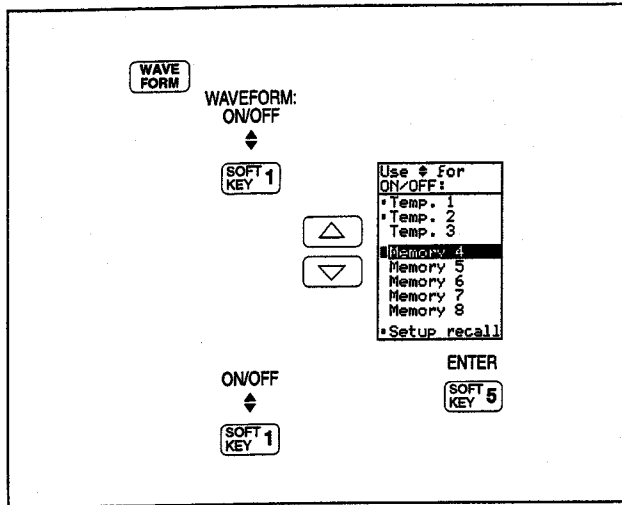 WAVE
FORM
WAVEFORM:
ON/OFF
SOFT
KEY 1
Use ♦ for
ON/OFF:
▪Temp. 1
▪Temp. 2
Temp. 3
▪Memory 4
Memory 5
Memory 6
Memory 7
Memory 8
▪Setup recall
ENTER
SOFT
KEY 5
ON/OFF
SOFT
KEY 1